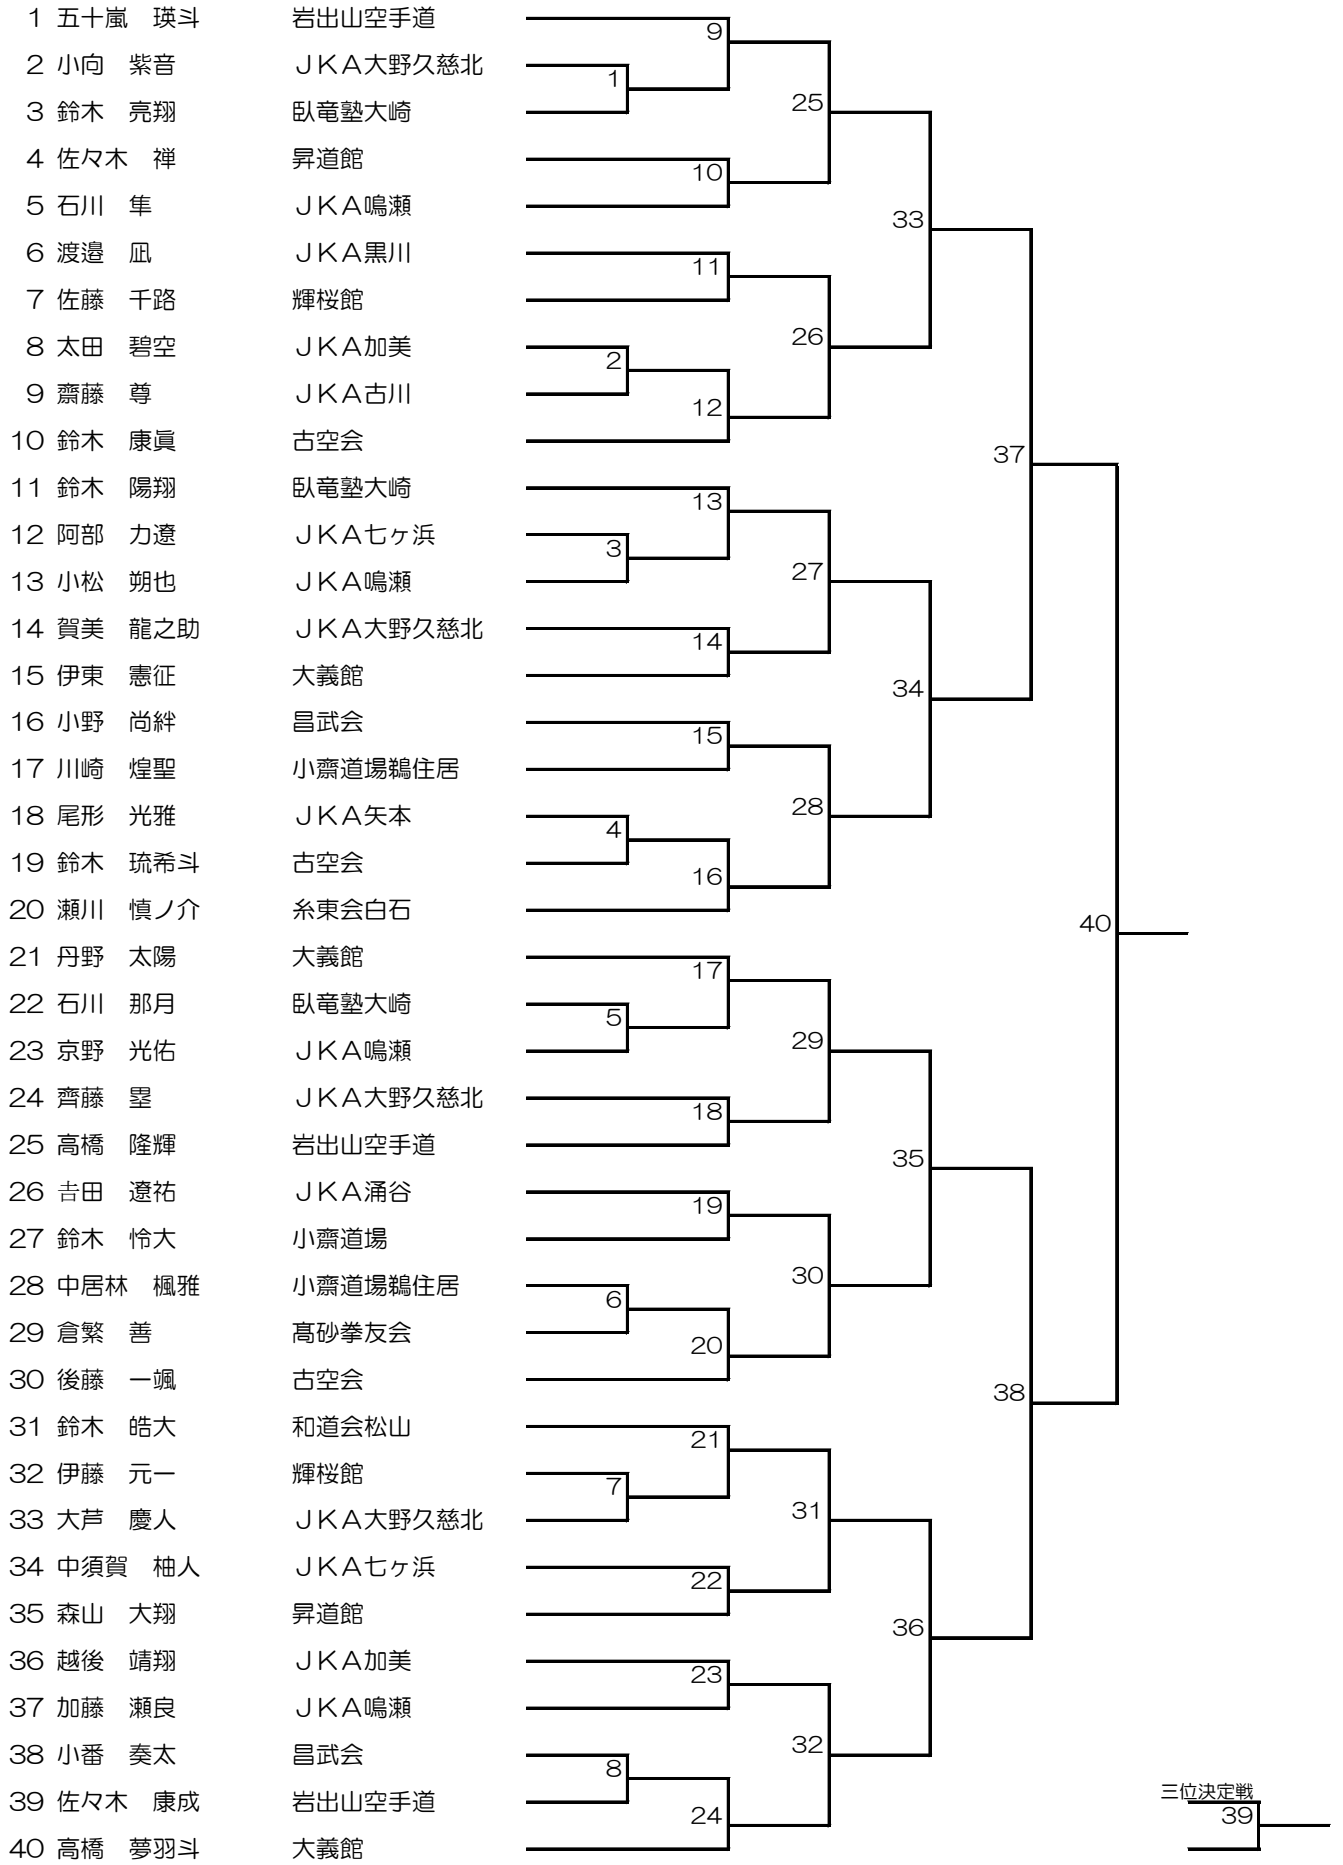 1 五十嵐 瑛斗 岩出山空手道
2 小向 紫音 JKA大野久慈北
3 鈴木 亮翔 臥竜塾大崎
4 佐々木 禅 昇道館
5 石川 隼 JKA鳴瀬
6 渡邉 凪 JKA黒川
7 佐藤 千路 輝桜館
8 太田 碧空 JKA加美
9 齋藤 尊 JKA古川
10 鈴木 康眞 古空会
11 鈴木 陽翔 臥竜塾大崎
12 阿部 力遼 JKA七ヶ浜
13 小松 朔也 JKA鳴瀬
14 賀美 龍之助 JKA大野久慈北
15 伊東 憲征 大義館
16 小野 尚絆 昌武会
17 川崎 煌聖 小齋道場鵜住居
18 尾形 光雅 JKA矢本
19 鈴木 琉希斗 古空会
20 瀬川 慎ノ介 糸東会白石
21 丹野 太陽 大義館
22 石川 那月 臥竜塾大崎
23 京野 光佑 JKA鳴瀬
24 齊藤 塁 JKA大野久慈北
25 高橋 隆輝 岩出山空手道
26 𠮷田 遼祐 JKA涌谷
27 鈴木 怜大 小齋道場
28 中居林 楓雅 小齋道場鵜住居
29 倉繁 善 高砂拳友会
30 後藤 一颯 古空会
31 鈴木 皓大 和道会松山
32 伊藤 元一 輝桜館
33 大芦 慶人 JKA大野久慈北
34 中須賀 柚人 JKA七ヶ浜
35 森山 大翔 昇道館
36 越後 靖翔 JKA加美
37 加藤 瀬良 JKA鳴瀬
38 小番 奏太 昌武会
39 佐々木 康成 岩出山空手道
40 高橋 夢羽斗 大義館
1
2
3
4
5
6
7
8
9
10
11
12
13
14
15
16
17
18
19
20
21
22
23
24
25
26
27
28
29
30
31
32
33
34
35
36
37
38
40
三位決定戦
39